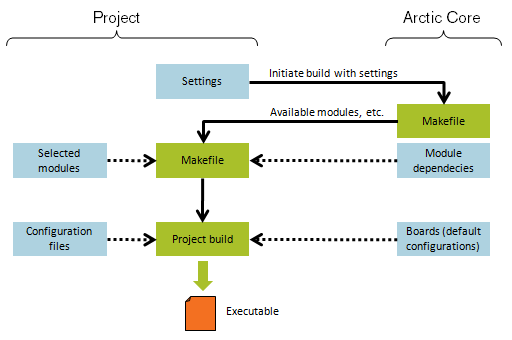 Project
Arctic Core
Settings
Initiate build with settings
Available modules, etc.
Makefile
Selected
modules
Makefile
Module
dependecies
Configuration
files
Project build
Boards (default
configurations)
Executable